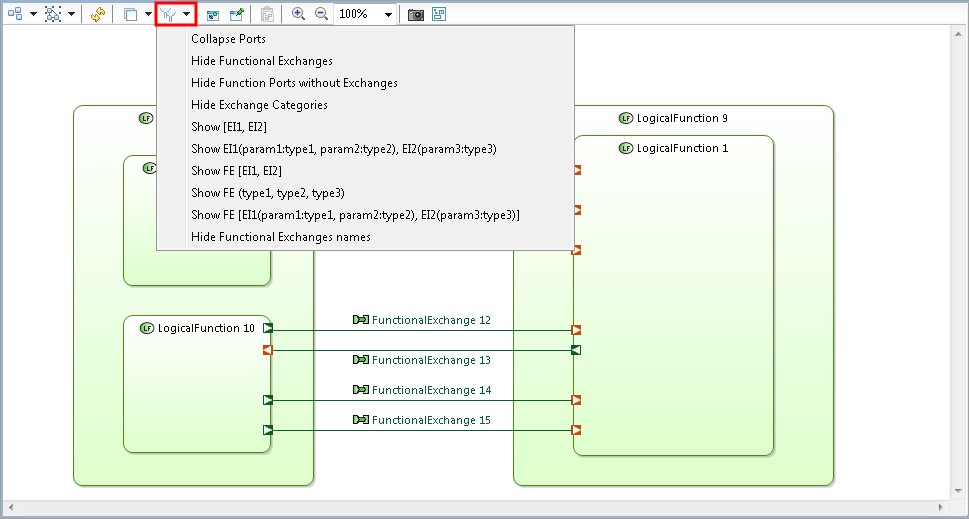 100%
Collapse Ports
Hide Functional Exchanges
Hide Function Ports without Exchanges
Hide Exchange Categories
Show [EI1, EI2]
Show EI1(param1:type1, param2:type2), EI2(param3:type3)
Show FE [EI1, EI2]
Show FE (type1, type2, type3)
Show FE [EI1(param1:type1, param2:type2), EI2(param3:type3)]
Hide Functional Exchanges names
LF
LF LogicalFunction 9
LF LogicalFunction 1
LF
LF LogicalFunction 10
FunctionalExchange 12
FunctionalExchange 13
FunctionalExchange 14
FunctionalExchange 15